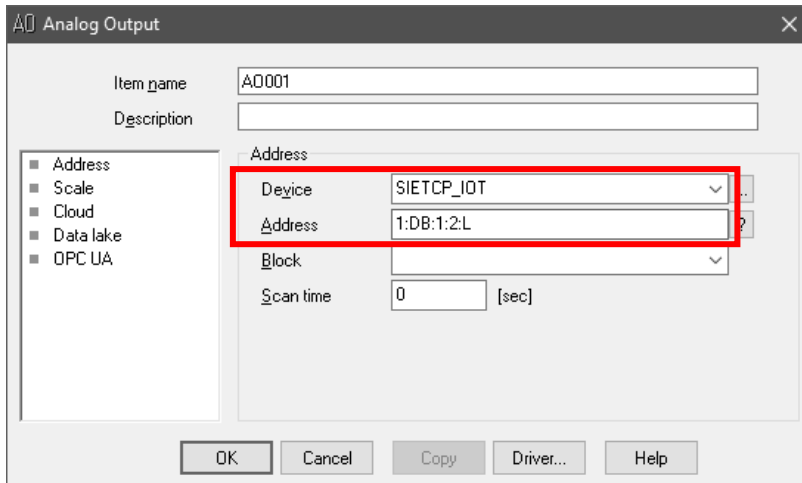 AO Analog Output
Item name AO001
Description
Address
Scale
Cloud
Data lake
OPC UA
Address
Device SIETCP_IOT ...
Address 1:DB:1:2:L ?
Block
Scan time 0 [sec]
OK Cancel Copy Driver... Help